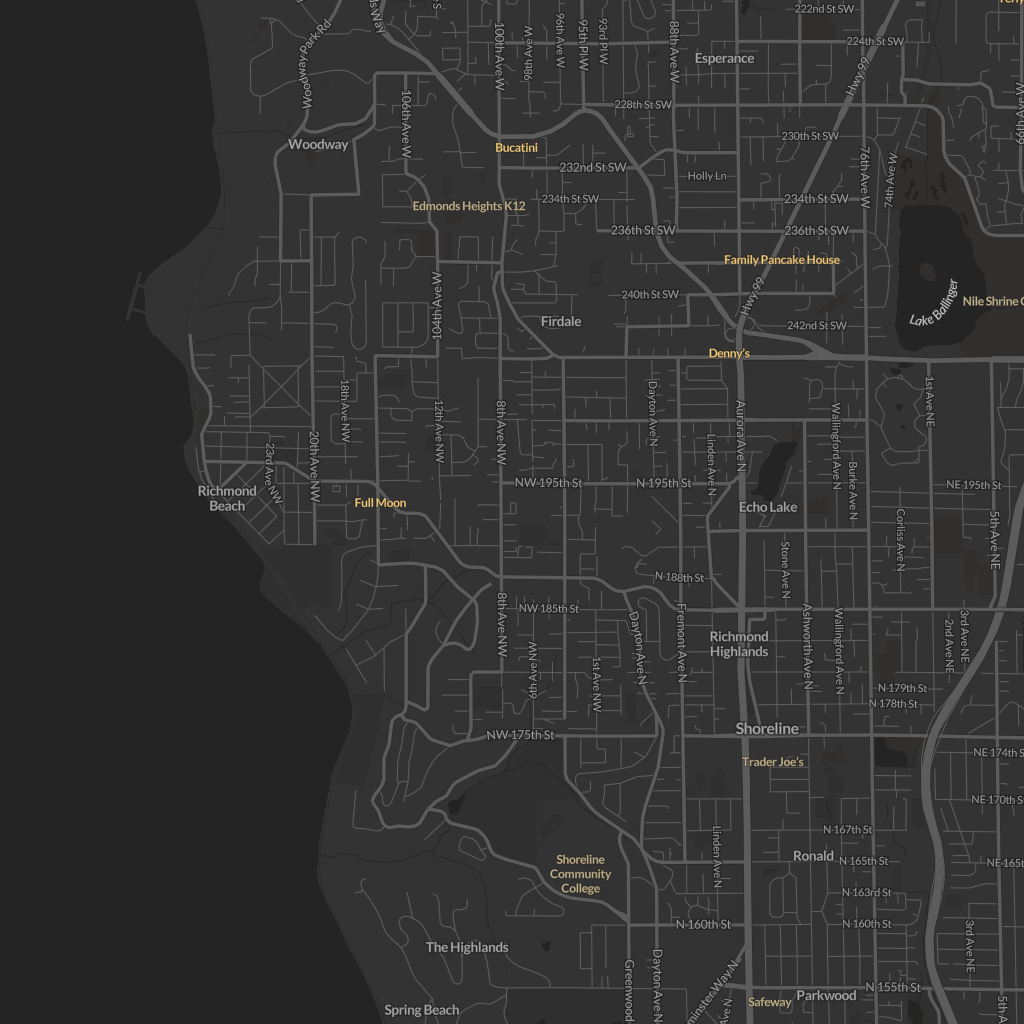 222nd St SW
Woodway Park Rd
100th Ave W
98th Ave W
96th Ave W
95th Pl W
93rd Pl W
88th Ave W
224th St SW
Esperance
Hwy 99
106th Ave W
228th St SW
230th St SW
Woodway
Bucatini
232nd St SW
76th Ave W
74th Ave W
Holly Ln
Edmonds Heights K12
234th St SW
234th St SW
236th St SW
236th St SW
Family Pancake House
104th Ave W
240th St SW
Hwy 99
Lake Ballinger
Nile Shrine
Firdale
242nd St SW
Denny's
18th Ave NW
12th Ave NW
8th Ave NW
Dayton Ave N
Aurora Ave N
Wallingford Ave N
1st Ave NE
20th Ave NW
23rd Ave NW
Linden Ave N
Burke Ave N
Richmond
Beach
Full Moon
NW 195th St
N 195th St
NE 195th St
Echo Lake
Corliss Ave N
5th Ave NE
Stone Ave N
N 188th St
8th Ave NW
NW 185th St
Dayton Ave N
Fremont Ave N
Ashworth Ave N
Wallingford Ave N
2nd Ave NE
3rd Ave NE
Richmond
Highlands
6th Ave NW
1st Ave NW
N 179th St
N 178th St
NW 175th St
Shoreline
NE 174th St
Trader Joe's
NE 170th St
Linden Ave N
N 167th St
Ronald
N 165th St
Shoreline
Community
College
N 163rd St
N 160th St
N 160th St
3rd Ave NE
The Highlands
Greenwood
Dayton Ave N
N 155th St
Safeway
Parkwood
Spring Beach